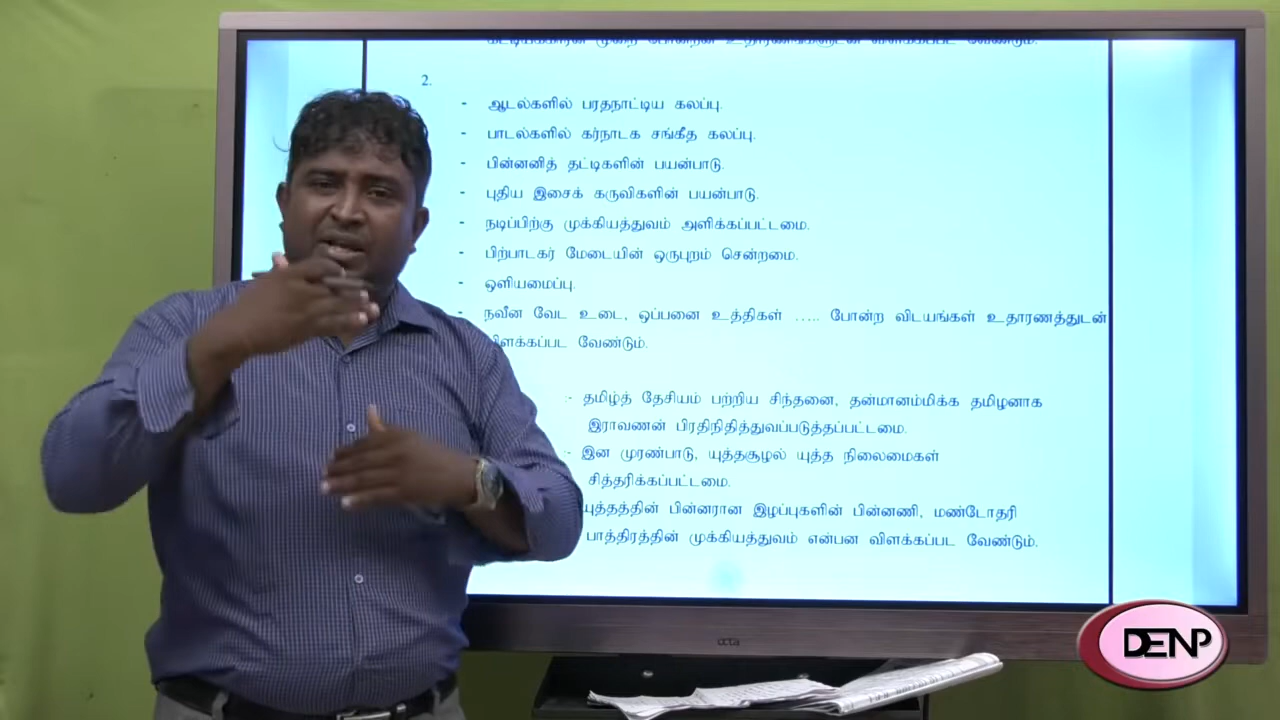 2.
- ஆடல்களில் பரதநாட்டிய கலப்பு.
- பாடல்களில் கர்நாடக சங்கீத கலப்பு.
- பின்னனித் தட்டிகளின் பயன்பாடு.
- புதிய இசைக் கருவிகளின் பயன்பாடு.
- நடிப்பிற்கு முக்கியத்துவம் அளிக்கப்பட்டமை.
- பிற்பாடகர் மேடையின் ஒருபுறம் சென்றமை.
- ஒளியமைப்பு.
- நவீன வேட உடை, ஒப்பனை உத்திகள் ..... போன்ற விடயங்கள் உதாரணத்துடன்
விளக்கப்பட வேண்டும்.
:- தமிழ்த் தேசியம் பற்றிய சிந்தனை, தன்மானம்மிக்க தமிழனாக
இராவணன் பிரதிநிதித்துவப்படுத்தப்பட்டமை.
:- இன முரண்பாடு, யுத்தசூழல் யுத்த நிலைமைகள்
சித்தரிக்கப்பட்டமை.
யுத்தத்தின் பின்னரான இழப்புகளின் பின்னணி, மண்டோதரி
பாத்திரத்தின் முக்கியத்துவம் என்பன விளக்கப்பட வேண்டும்.
DENP